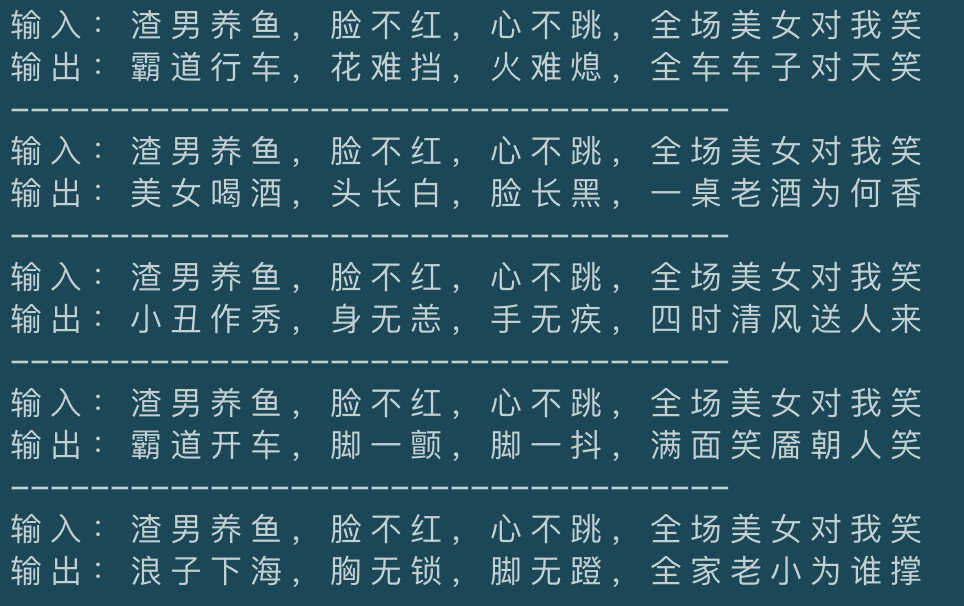 输入：渣男养鱼，脸不红，心不跳，全场美女对我笑
输出：霸道行车，花难挡，火难熄，全车车子对天笑
————————————————————————————————————
输入：渣男养鱼，脸不红，心不跳，全场美女对我笑
输出：美女喝酒，头长白，脸长黑，一桌老酒为何香
————————————————————————————————————
输入：渣男养鱼，脸不红，心不跳，全场美女对我笑
输出：小丑作秀，身无恙，手无疾，四时清风送人来
————————————————————————————————————
输入：渣男养鱼，脸不红，心不跳，全场美女对我笑
输出：霸道开车，脚一颤，脚一抖，满面笑靥朝人笑
————————————————————————————————————
输入：渣男养鱼，脸不红，心不跳，全场美女对我笑
输出：浪子下海，胸无锁，脚无蹬，全家老小为谁撑